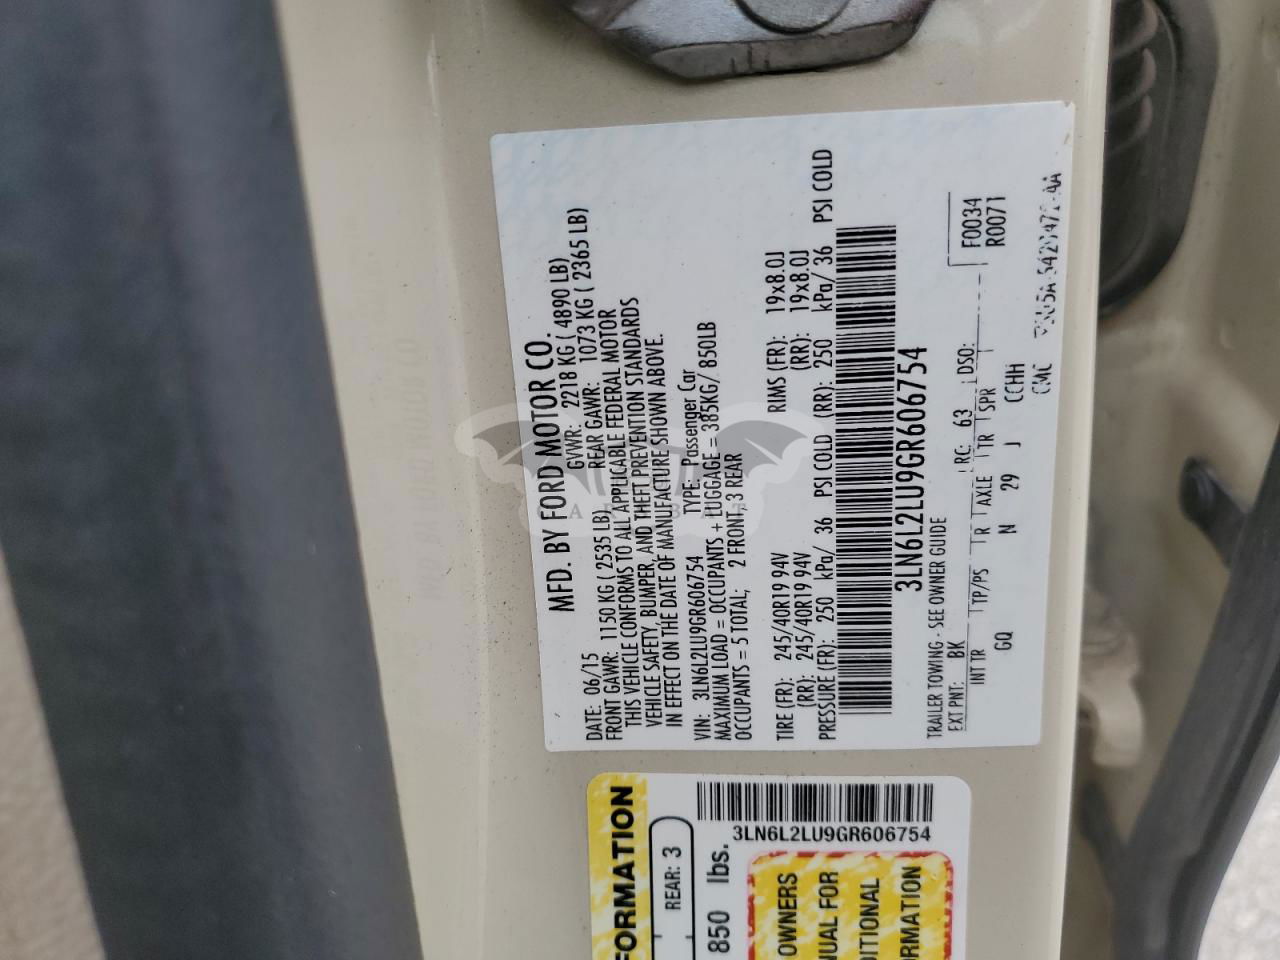 MFD. BY FORD MOTOR CO.
DATE: 06/15 GVWR: 2218 KG ( 4890 LB)
FRONT GAWR: 1150 KG ( 2535 LB) REAR GAWR: 1073 KG ( 2365 LB)
THIS VEHICLE CONFORMS TO ALL APPLICABLE FEDERAL MOTOR
VEHICLE SAFETY, BUMPER, AND THEFT PREVENTION STANDARDS
IN EFFECT ON THE DATE OF MANUFACTURE SHOWN ABOVE.
VIN: 3LN6L2LU9GR606754 TYPE: Passenger Car
MAXIMUM LOAD = OCCUPANTS + LUGGAGE = 385KG/ 850LB
OCCUPANTS = 5 TOTAL; 2 FRONT, 3 REAR
TIRE (FR): 245/40R19 94V RIMS (FR): 19x8.0J
(RR): 245/40R19 94V (RR): 19x8.0J
PRESSURE (FR): 250 kPa/ 36 PSI COLD (RR): 250 kPa/ 36 PSI COLD
3LN6L2LU9GR606754
TRAILER TOWING - SEE OWNER GUIDE
EXT PNT: BK RC: 63 DSO: F0034
INT TR TP/PS R AXLE TR SPR R0071
GQ N 29 J CCHH
CMC
FORMATION
REAR: 3
850 lbs.
3LN6L2LU9GR606754
OWNERS
NUAL FOR
DITIONAL
RMATION
CARBAT